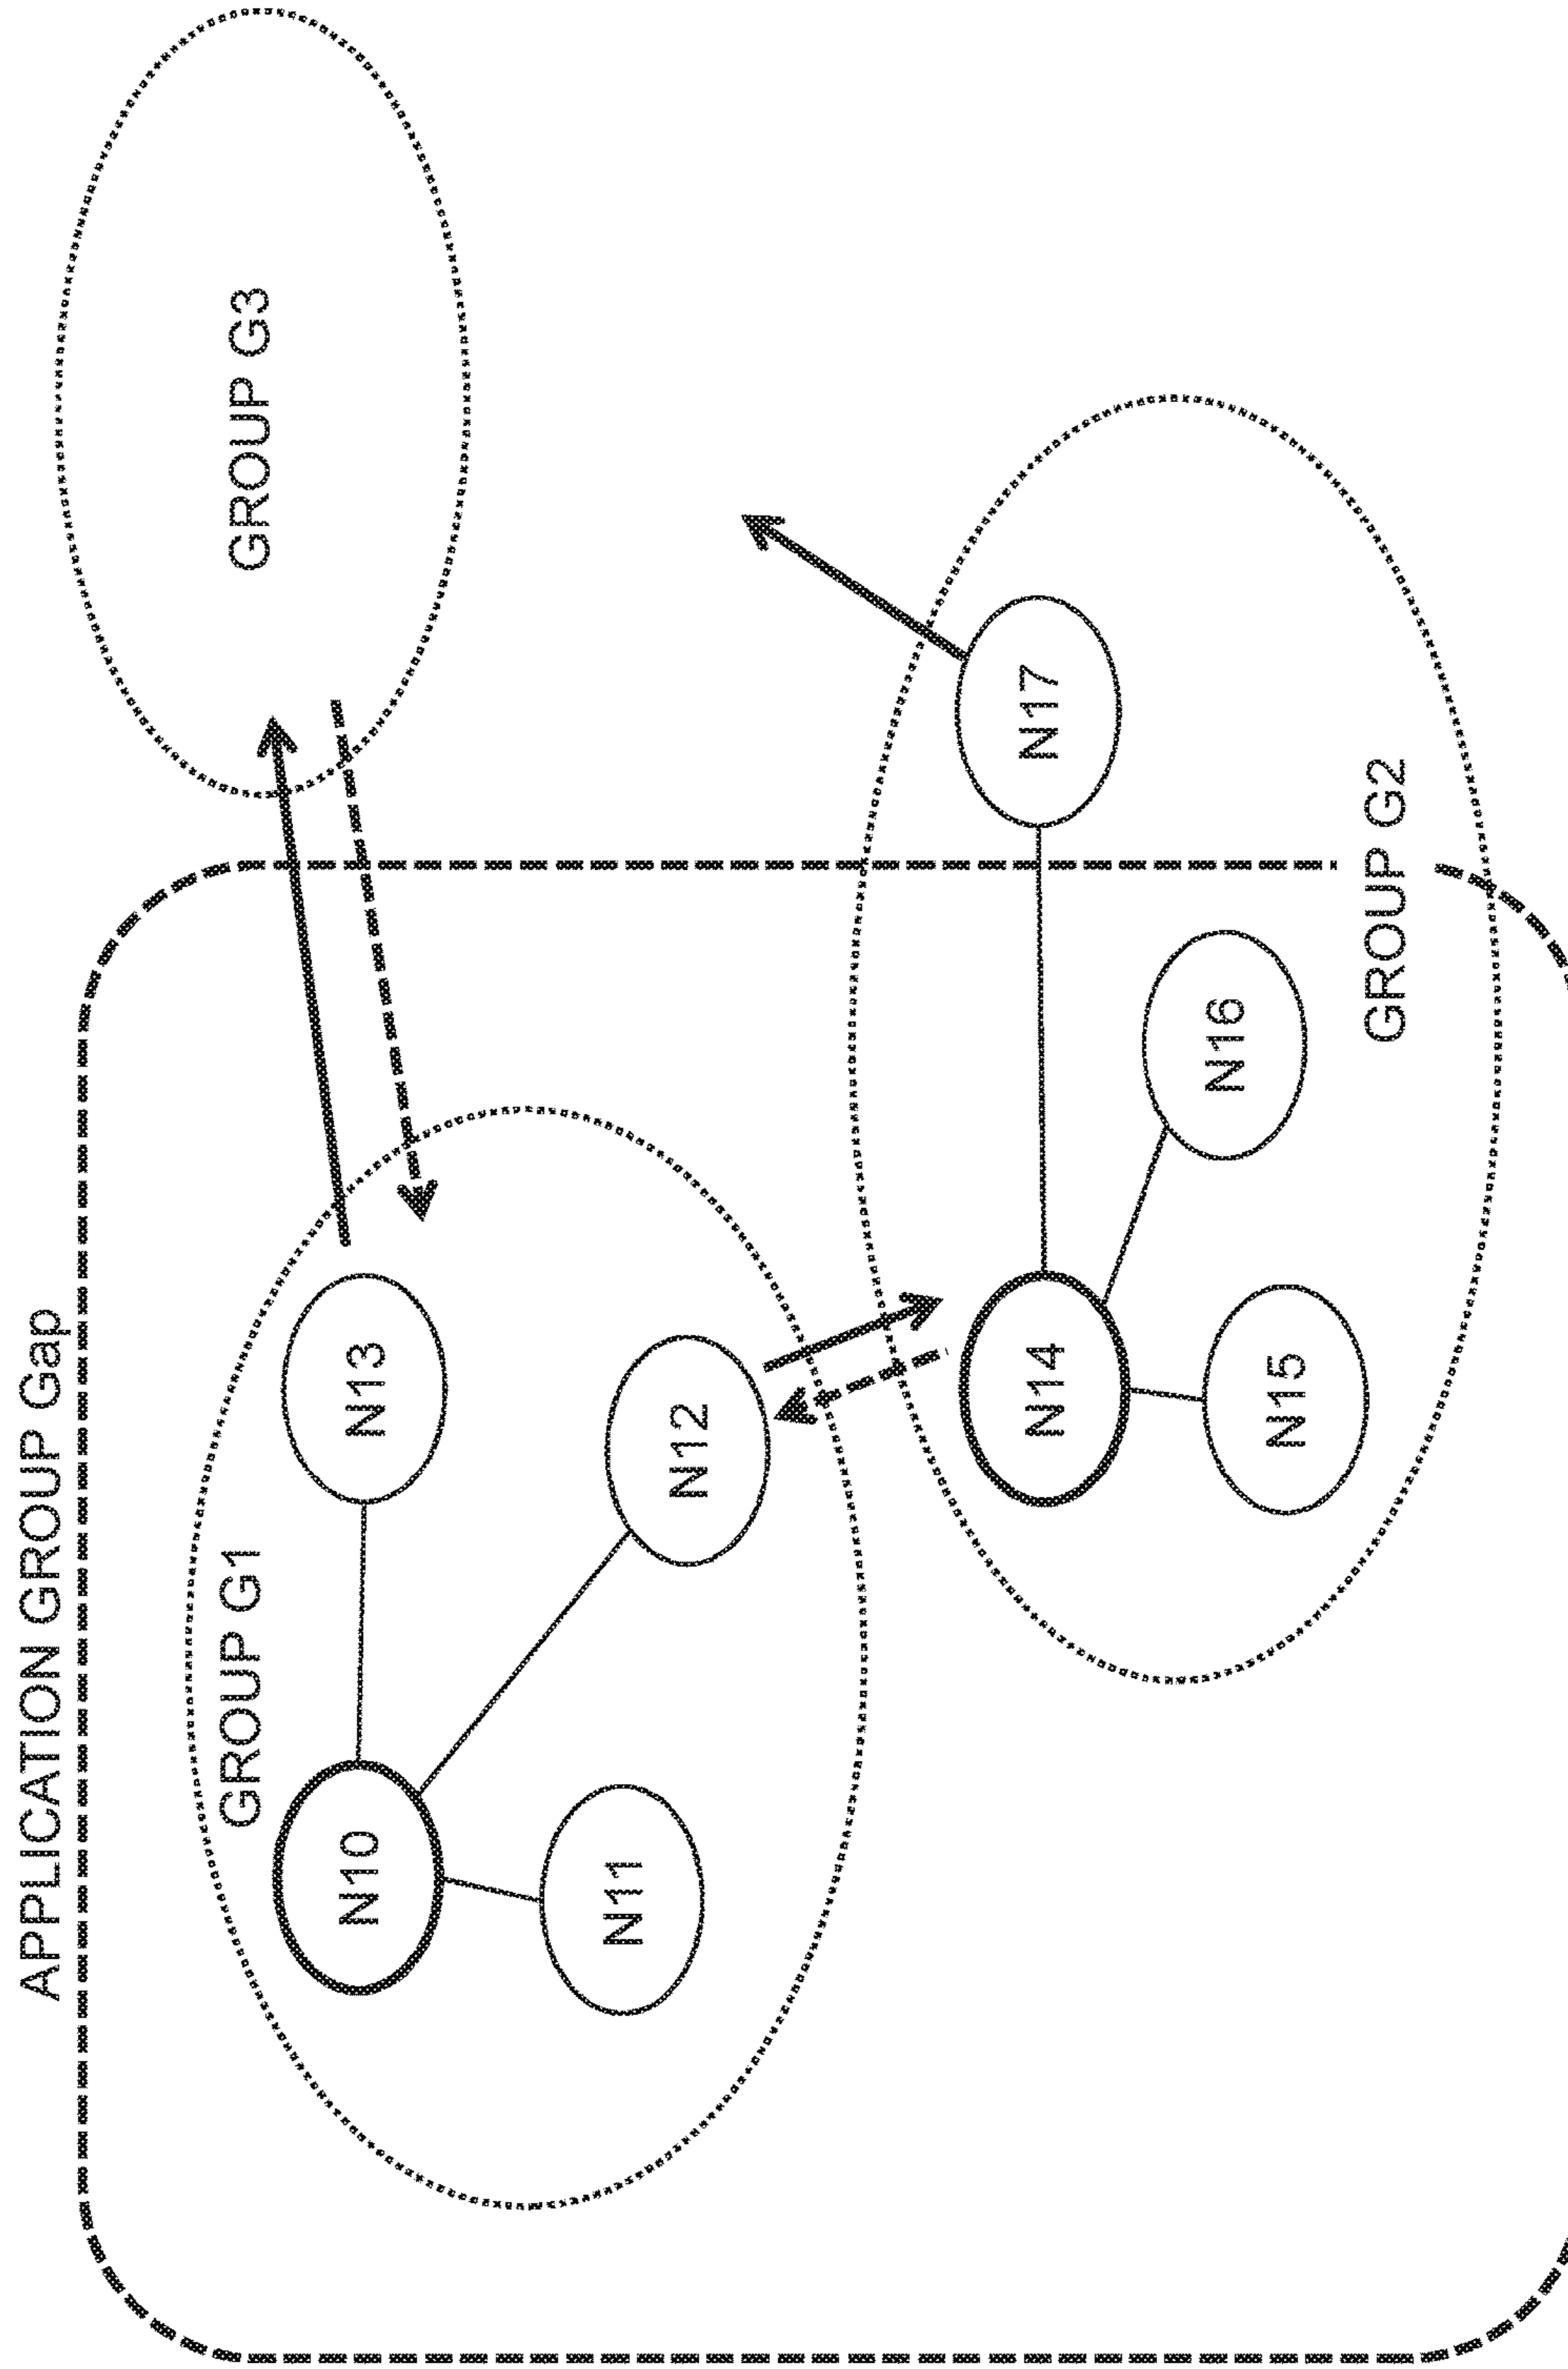 APPLICATION GROUP Gap
GROUP G1
N10
N13
N11
N12
GROUP G3
N14
N17
N15
N16
GROUP G2